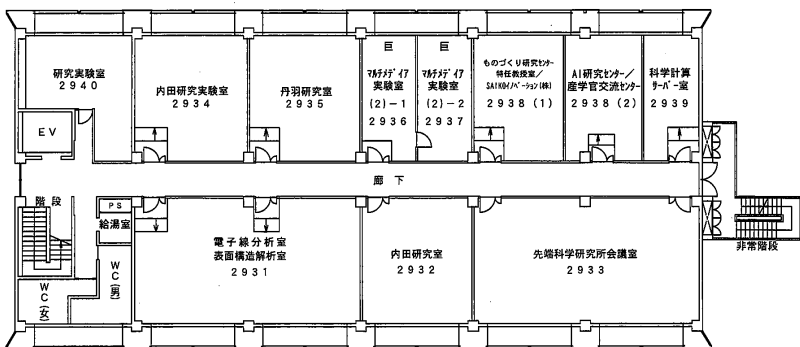 研究実験室
2940
内田研究実験室
2934
丹羽研究室
2935
マルチメディア
実験室
(2)-1
2936
マルチメディア
実験室
(2)-2
2937
ものづくり研究センター
特任教授室/
SAIKOイノベーション(株)
2938(1)
AI研究センター/
産学官交流センター
2938(2)
科学計算
サーバー室
2939
EV
廊下
階段
PS
給湯室
WC(男)
WC(女)
電子線分析室
表面構造解析室
2931
内田研究室
2932
先端科学研究所会議室
2933
非常階段